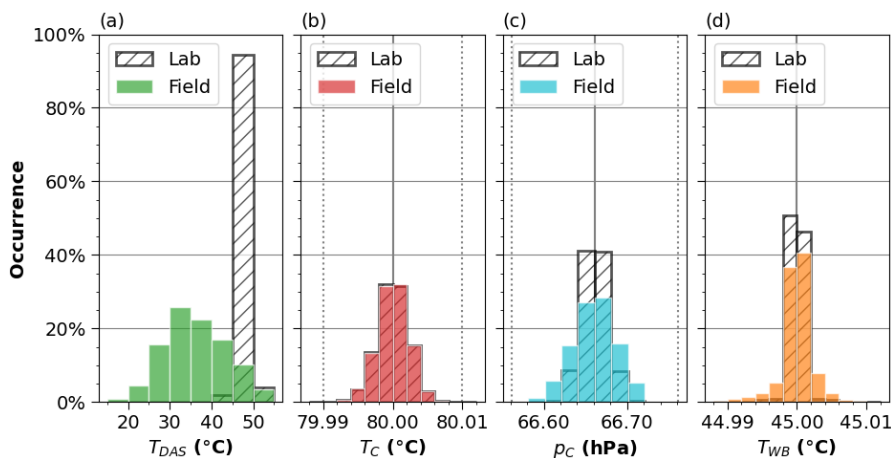 (a) (b) (c) (d)
100%
80%
60%
40%
20%
0%
Occurrence
Lab
Field
Lab
Field
Lab
Field
Lab
Field
20 30 40 50
79.99 80.00 80.01
66.60 66.70
44.99 45.00 45.01
T_DAS (°C)
T_C (°C)
p_C (hPa)
T_WB (°C)